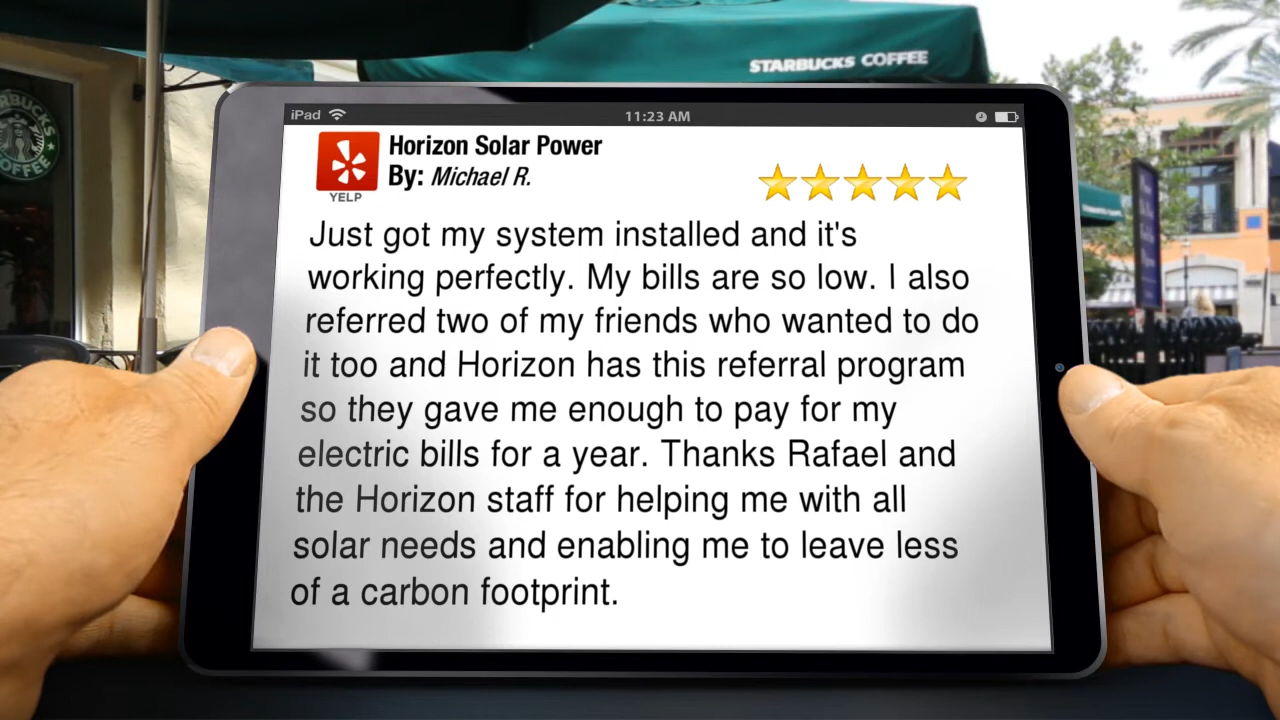 STARBUCKS COFFEE
RBUCKS
OFFEE
iPad
11:23 AM
YELP
Horizon Solar Power
By: Michael R.
Just got my system installed and it's
working perfectly. My bills are so low. I also
referred two of my friends who wanted to do
it too and Horizon has this referral program
so they gave me enough to pay for my
electric bills for a year. Thanks Rafael and
the Horizon staff for helping me with all
solar needs and enabling me to leave less
of a carbon footprint.